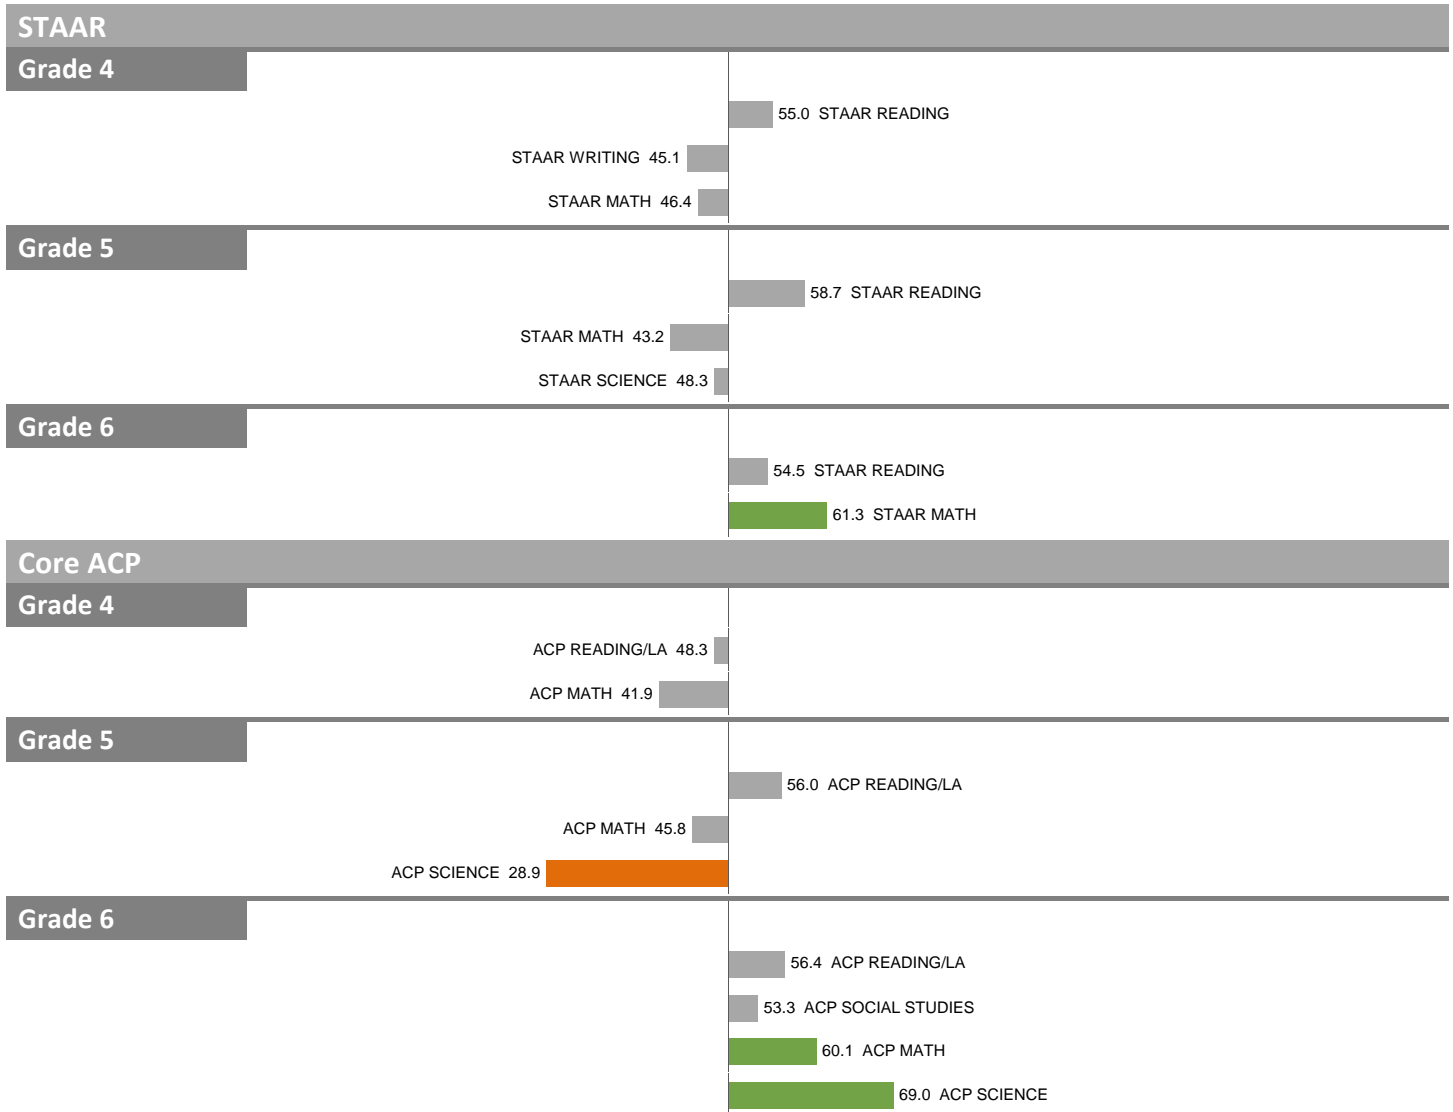 STAAR
Grade 4
55.0 STAAR READING
STAAR WRITING 45.1
STAAR MATH 46.4
Grade 5
58.7 STAAR READING
STAAR MATH 43.2
STAAR SCIENCE 48.3
Grade 6
54.5 STAAR READING
61.3 STAAR MATH
Core ACP
Grade 4
ACP READING/LA 48.3
ACP MATH 41.9
Grade 5
56.0 ACP READING/LA
ACP MATH 45.8
ACP SCIENCE 28.9
Grade 6
56.4 ACP READING/LA
53.3 ACP SOCIAL STUDIES
60.1 ACP MATH
69.0 ACP SCIENCE